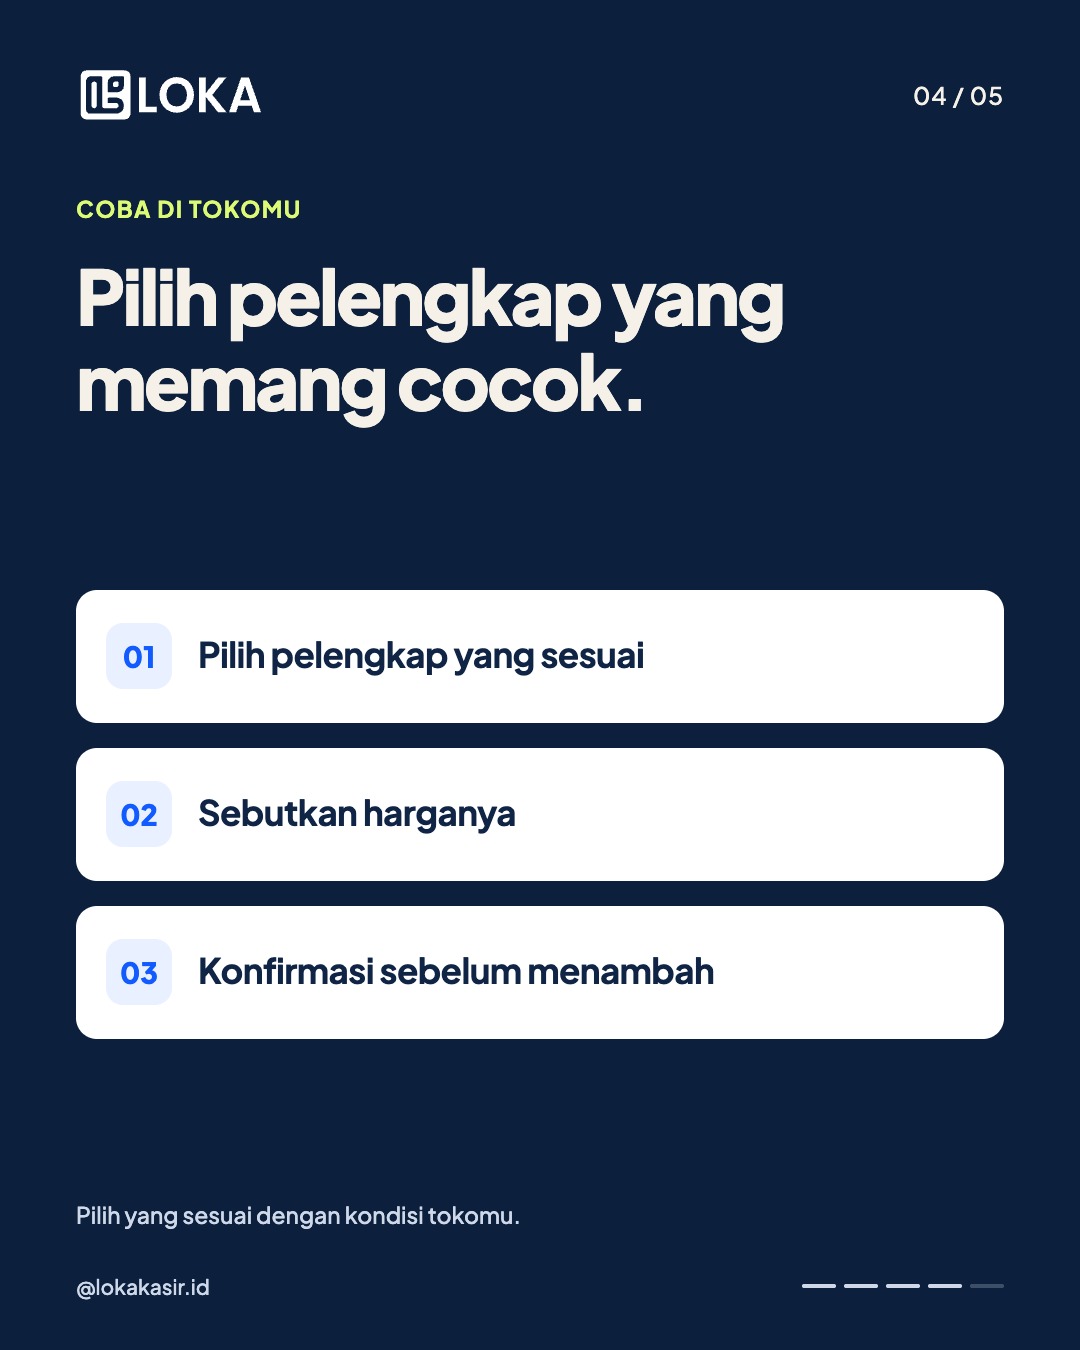 LOKA
04 / 05
COBA DI TOKOMU
Pilih pelengkap yang
memang cocok.
01 Pilih pelengkap yang sesuai
02 Sebutkan harganya
03 Konfirmasi sebelum menambah
Pilih yang sesuai dengan kondisi tokomu.
@lokakasir.id